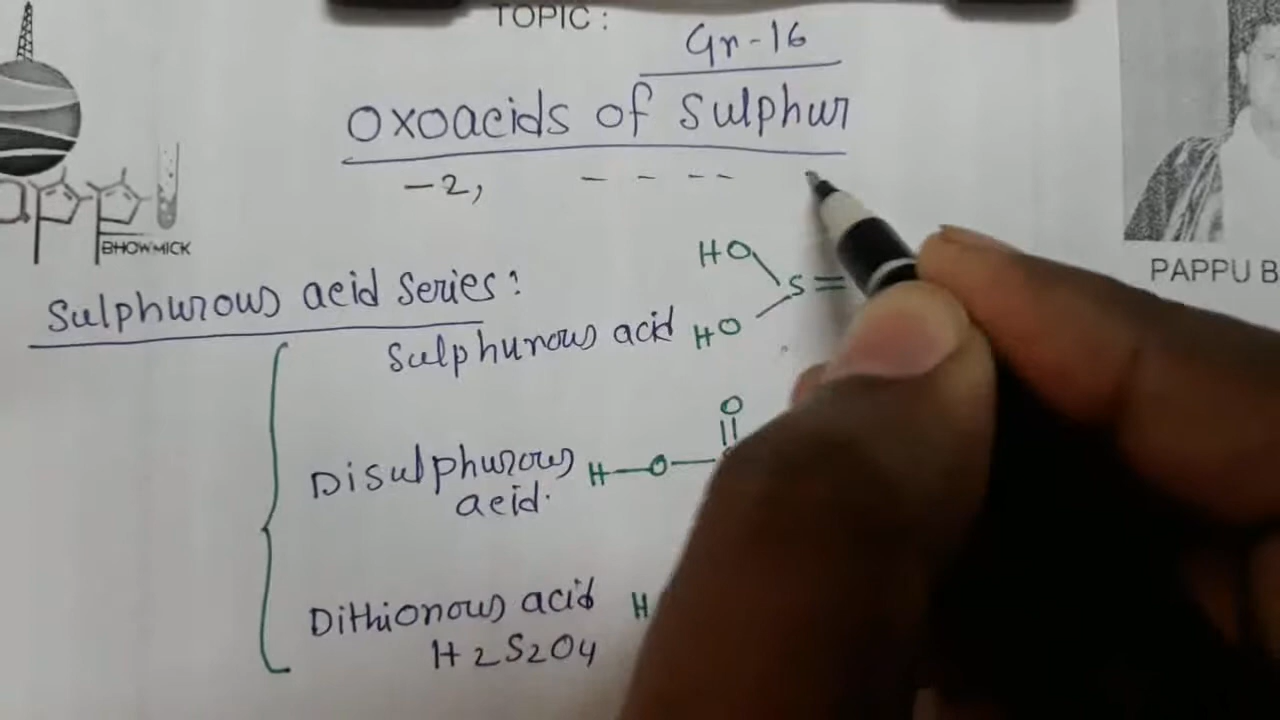 TOPIC :
Gr-16
Oxoacids of Sulphur
-2, - - - -
BHOWMICK
PAPPU B
Sulphurous acid series:
HO
S=
HO
Sulphurous acid
O
Disulphurous H-O-
acid.
Dithionous acid H
H2S2O4